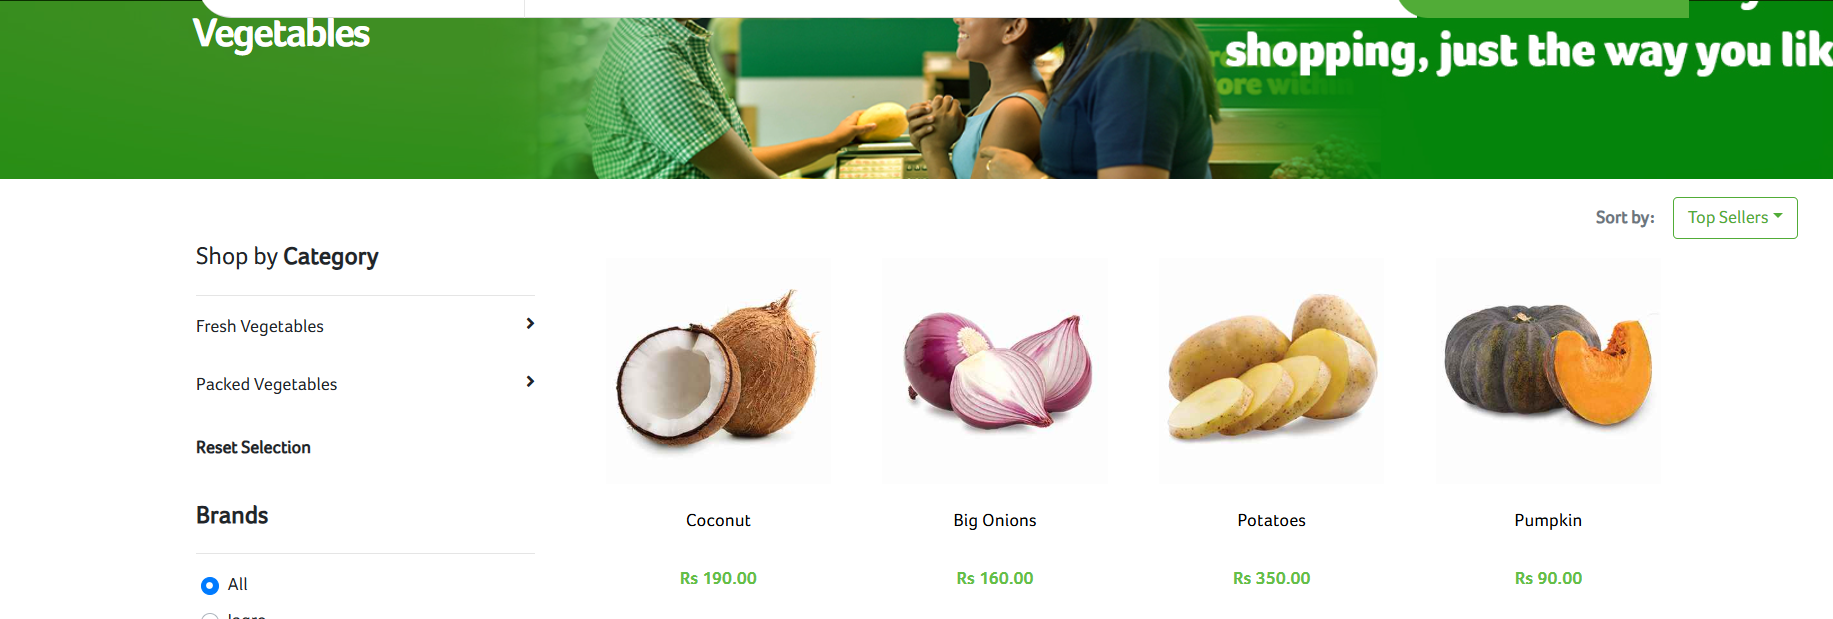 Vegetables
shopping, just the way you lik
Sort by:
Top Sellers
Shop by Category
Fresh Vegetables
Packed Vegetables
Reset Selection
Brands
All
Coconut
Big Onions
Potatoes
Pumpkin
Rs 190.00
Rs 160.00
Rs 350.00
Rs 90.00